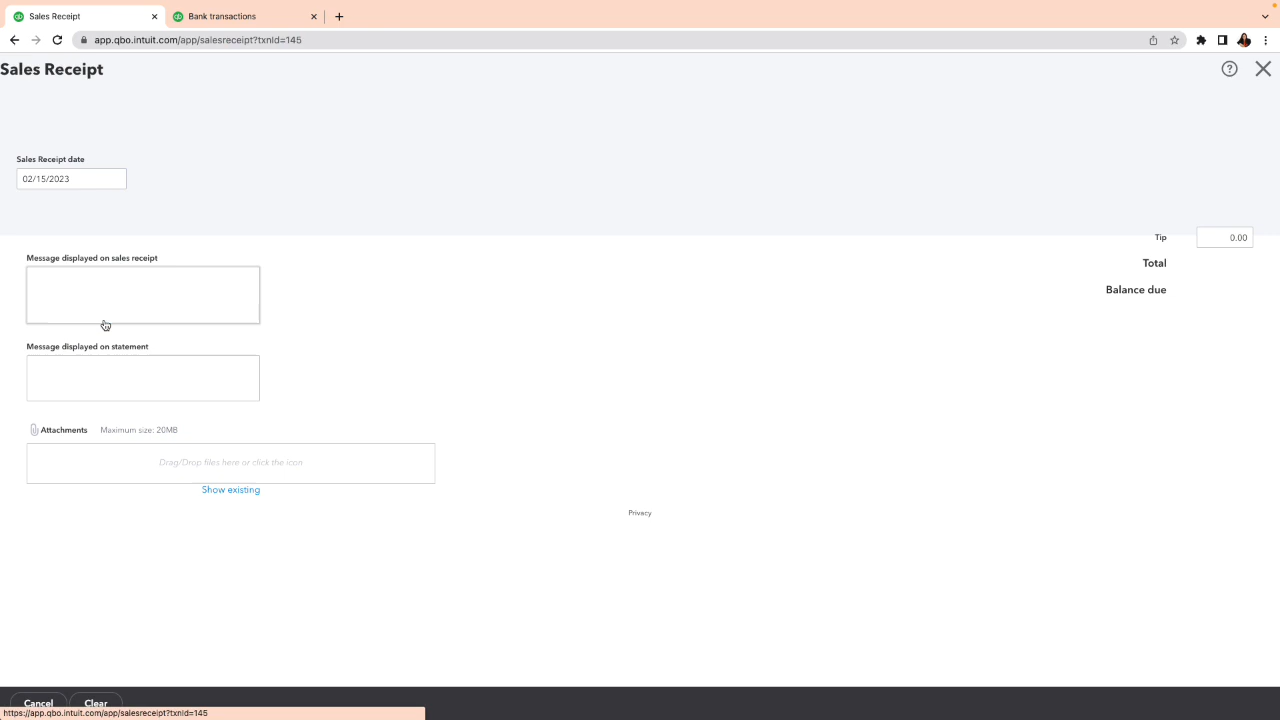 Sales Receipt
Bank transactions
app.qbo.intuit.com/app/salesreceipt?txnId=145
Sales Receipt
Sales Receipt date
02/15/2023
Tip
0.00
Message displayed on sales receipt
Total
Balance due
Message displayed on statement
Attachments Maximum size: 20MB
Drag/Drop files here or click the icon
Show existing
Privacy
Cancel
Clear
https://app.qbo.intuit.com/app/salesreceipt?txnId=145